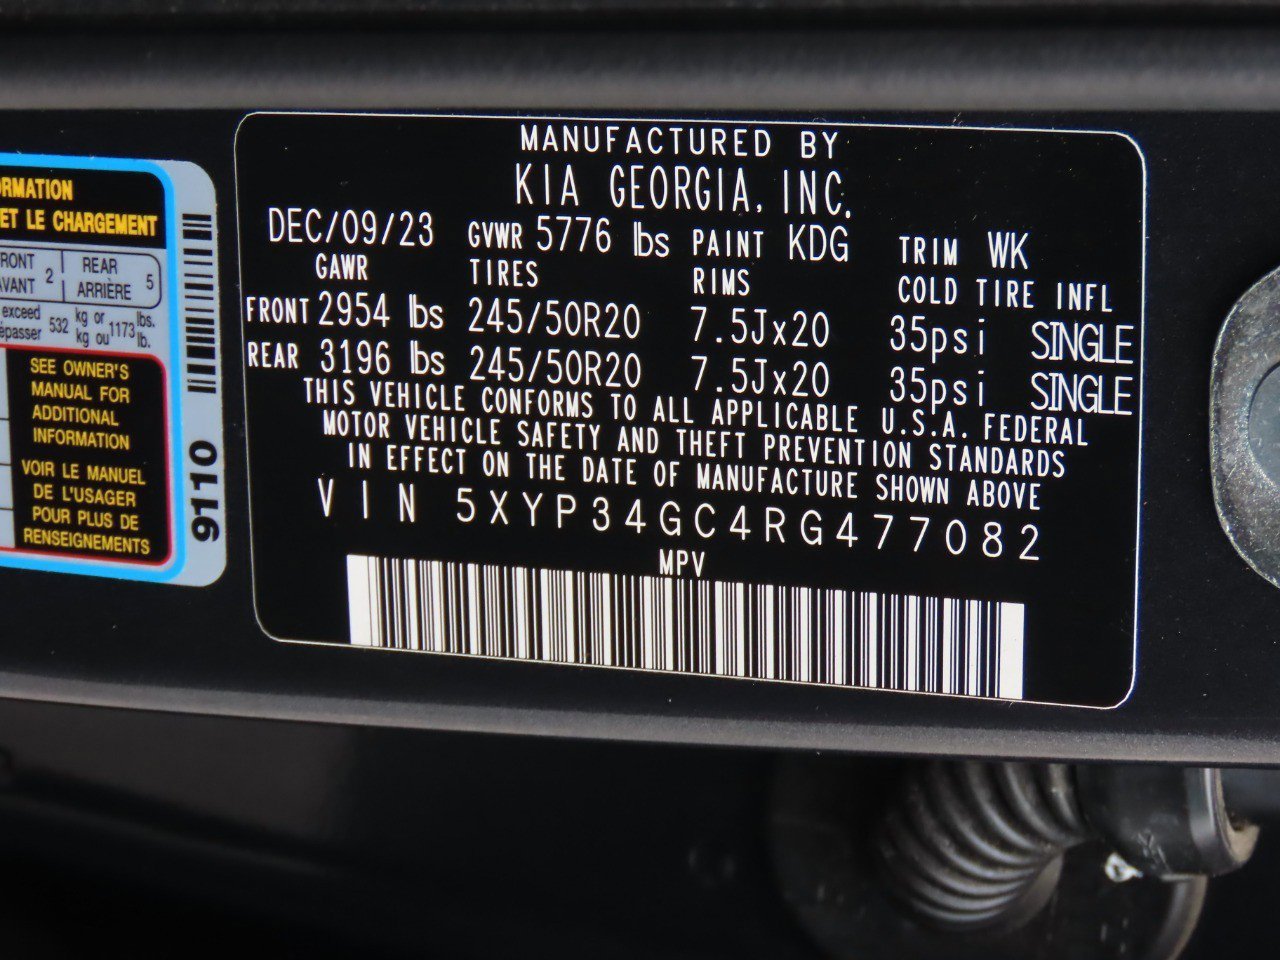 MANUFACTURED BY
KIA GEORGIA, INC.
DEC/09/23 GVWR 5776 lbs PAINT KDG TRIM WK
GAWR TIRES RIMS COLD TIRE INFL
FRONT 2954 lbs 245/50R20 7.5Jx20 35psi SINGLE
REAR 3196 lbs 245/50R20 7.5Jx20 35psi SINGLE
THIS VEHICLE CONFORMS TO ALL APPLICABLE U.S.A. FEDERAL
MOTOR VEHICLE SAFETY AND THEFT PREVENTION STANDARDS
IN EFFECT ON THE DATE OF MANUFACTURE SHOWN ABOVE
VIN 5XYP34GC4RG477082
MPV
RMATION
ET LE CHARGEMENT
RONT 2 REAR 5
AVANT ARRIÈRE
exceed 532 kg or 1173 lbs.
épasser kg ou lb.
SEE OWNER'S
MANUAL FOR
ADDITIONAL
INFORMATION
VOIR LE MANUEL
DE L'USAGER
POUR PLUS DE
RENSEIGNEMENTS
9110